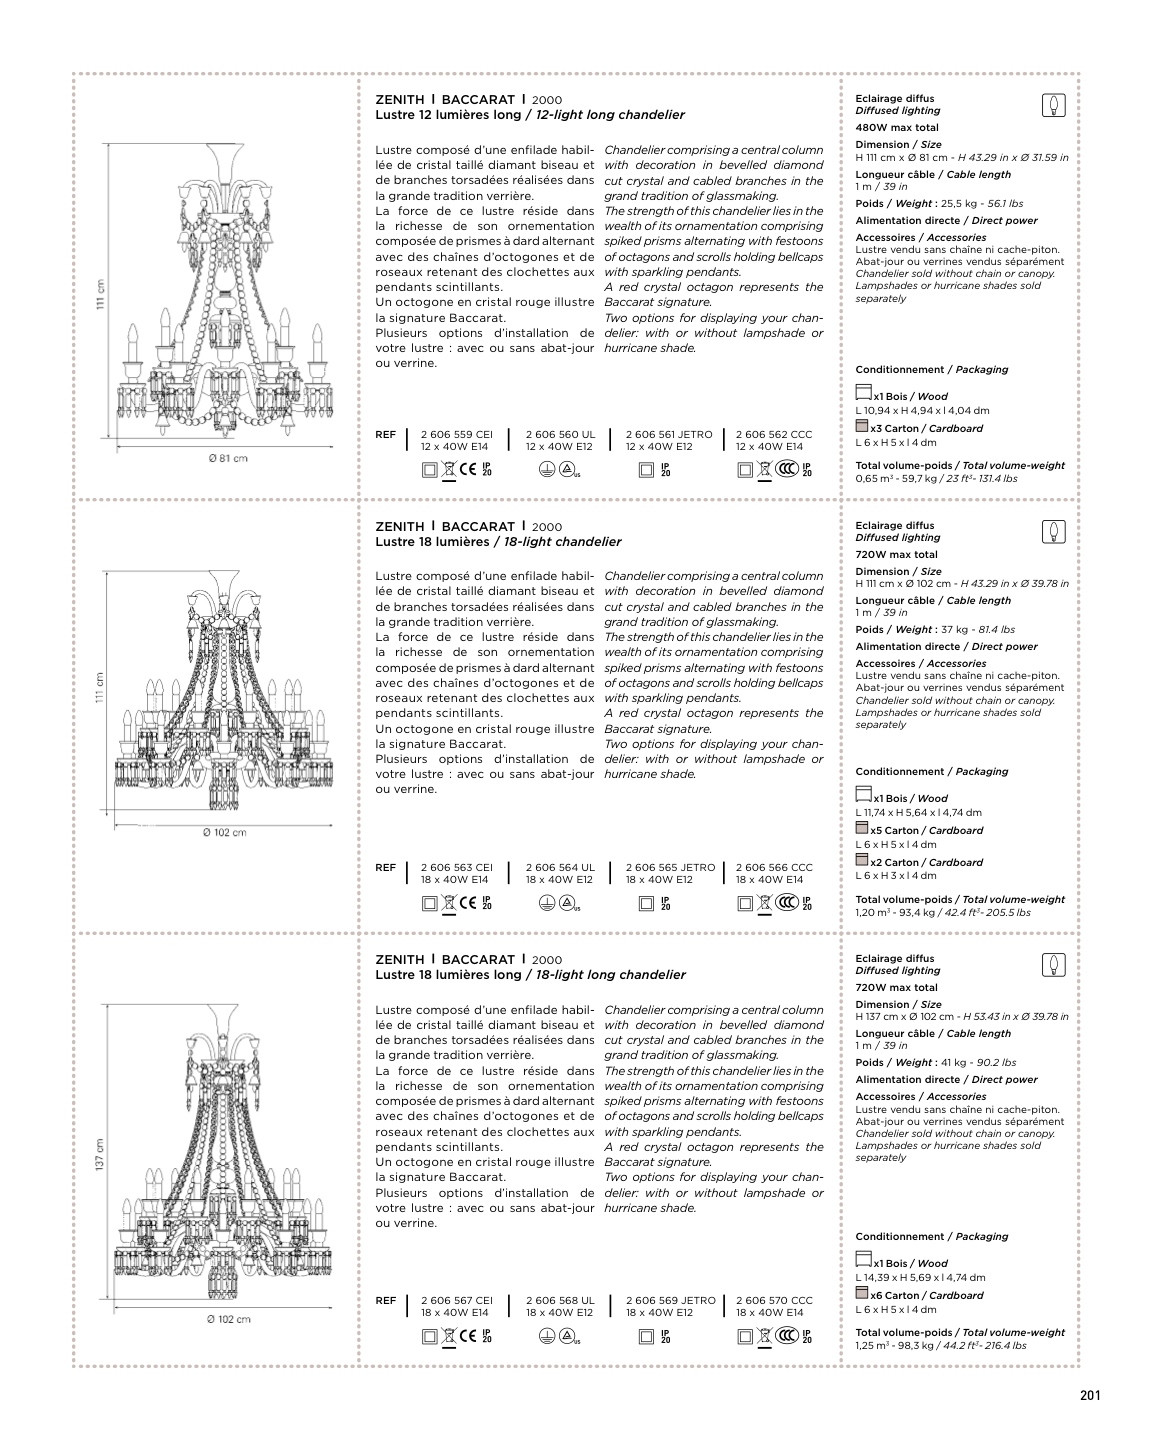 111 cm
Ø 81 cm
ZENITH | BACCARAT | 2000
Lustre 12 lumières long / 12-light long chandelier
Lustre composé d'une enfilade habil-
lée de cristal taillé diamant biseau et
de branches torsadées réalisées dans
la grande tradition verrière.
La force de ce lustre réside dans
la richesse de son ornementation
composée de prismes à dard alternant
avec des chaînes d'octogones et de
roseaux retenant des clochettes aux
pendants scintillants.
Un octogone en cristal rouge illustre
la signature Baccarat.
Plusieurs options d'installation de
votre lustre : avec ou sans abat-jour
ou verrine.
Chandelier comprising a central column
with decoration in bevelled diamond
cut crystal and cabled branches in the
grand tradition of glassmaking.
The strength of this chandelier lies in the
wealth of its ornamentation comprising
spiked prisms alternating with festoons
of octagons and scrolls holding bellcaps
with sparkling pendants.
A red crystal octagon represents the
Baccarat signature.
Two options for displaying your chan-
delier: with or without lampshade or
hurricane shade.
REF | 2 606 559 CEI | 2 606 560 UL | 2 606 561 JETRO | 2 606 562 CCC
12 x 40W E14 12 x 40W E12 12 x 40W E12 12 x 40W E14
CE IP 20 US IP 20 CCC IP 20
Eclairage diffus
Diffused lighting
480W max total
Dimension / Size
H 111 cm x Ø 81 cm - H 43.29 in x Ø 31.59 in
Longueur câble / Cable length
1 m / 39 in
Poids / Weight : 25,5 kg - 56.1 lbs
Alimentation directe / Direct power
Accessoires / Accessories
Lustre vendu sans chaîne ni cache-piton.
Abat-jour ou verrines vendus séparément
Chandelier sold without chain or canopy.
Lampshades or hurricane shades sold
separately
Conditionnement / Packaging
x1 Bois / Wood
L 10,94 x H 4,94 x l 4,04 dm
x3 Carton / Cardboard
L 6 x H 5 x l 4 dm
Total volume-poids / Total volume-weight
0,65 m³ - 59,7 kg / 23 ft³- 131.4 lbs
111 cm
Ø 102 cm
ZENITH | BACCARAT | 2000
Lustre 18 lumières / 18-light chandelier
Lustre composé d'une enfilade habil-
lée de cristal taillé diamant biseau et
de branches torsadées réalisées dans
la grande tradition verrière.
La force de ce lustre réside dans
la richesse de son ornementation
composée de prismes à dard alternant
avec des chaînes d'octogones et de
roseaux retenant des clochettes aux
pendants scintillants.
Un octogone en cristal rouge illustre
la signature Baccarat.
Plusieurs options d'installation de
votre lustre : avec ou sans abat-jour
ou verrine.
Chandelier comprising a central column
with decoration in bevelled diamond
cut crystal and cabled branches in the
grand tradition of glassmaking.
The strength of this chandelier lies in the
wealth of its ornamentation comprising
spiked prisms alternating with festoons
of octagons and scrolls holding bellcaps
with sparkling pendants.
A red crystal octagon represents the
Baccarat signature.
Two options for displaying your chan-
delier: with or without lampshade or
hurricane shade.
REF | 2 606 563 CEI | 2 606 564 UL | 2 606 565 JETRO | 2 606 566 CCC
18 x 40W E14 18 x 40W E12 18 x 40W E12 18 x 40W E14
CE IP 20 US IP 20 CCC IP 20
Eclairage diffus
Diffused lighting
720W max total
Dimension / Size
H 111 cm x Ø 102 cm - H 43.29 in x Ø 39.78 in
Longueur câble / Cable length
1 m / 39 in
Poids / Weight : 37 kg - 81.4 lbs
Alimentation directe / Direct power
Accessoires / Accessories
Lustre vendu sans chaîne ni cache-piton.
Abat-jour ou verrines vendus séparément
Chandelier sold without chain or canopy.
Lampshades or hurricane shades sold
separately
Conditionnement / Packaging
x1 Bois / Wood
L 11,74 x H 5,64 x l 4,74 dm
x5 Carton / Cardboard
L 6 x H 5 x l 4 dm
x2 Carton / Cardboard
L 6 x H 3 x l 4 dm
Total volume-poids / Total volume-weight
1,20 m³ - 93,4 kg / 42.4 ft³- 205.5 lbs
137 cm
Ø 102 cm
ZENITH | BACCARAT | 2000
Lustre 18 lumières long / 18-light long chandelier
Lustre composé d'une enfilade habil-
lée de cristal taillé diamant biseau et
de branches torsadées réalisées dans
la grande tradition verrière.
La force de ce lustre réside dans
la richesse de son ornementation
composée de prismes à dard alternant
avec des chaînes d'octogones et de
roseaux retenant des clochettes aux
pendants scintillants.
Un octogone en cristal rouge illustre
la signature Baccarat.
Plusieurs options d'installation de
votre lustre : avec ou sans abat-jour
ou verrine.
Chandelier comprising a central column
with decoration in bevelled diamond
cut crystal and cabled branches in the
grand tradition of glassmaking.
The strength of this chandelier lies in the
wealth of its ornamentation comprising
spiked prisms alternating with festoons
of octagons and scrolls holding bellcaps
with sparkling pendants.
A red crystal octagon represents the
Baccarat signature.
Two options for displaying your chan-
delier: with or without lampshade or
hurricane shade.
REF | 2 606 567 CEI | 2 606 568 UL | 2 606 569 JETRO | 2 606 570 CCC
18 x 40W E14 18 x 40W E12 18 x 40W E12 18 x 40W E14
CE IP 20 US IP 20 CCC IP 20
Eclairage diffus
Diffused lighting
720W max total
Dimension / Size
H 137 cm x Ø 102 cm - H 53.43 in x Ø 39.78 in
Longueur câble / Cable length
1 m / 39 in
Poids / Weight : 41 kg - 90.2 lbs
Alimentation directe / Direct power
Accessoires / Accessories
Lustre vendu sans chaîne ni cache-piton.
Abat-jour ou verrines vendus séparément
Chandelier sold without chain or canopy.
Lampshades or hurricane shades sold
separately
Conditionnement / Packaging
x1 Bois / Wood
L 14,39 x H 5,69 x l 4,74 dm
x6 Carton / Cardboard
L 6 x H 5 x l 4 dm
Total volume-poids / Total volume-weight
1,25 m³ - 98,3 kg / 44.2 ft³- 216.4 lbs
201